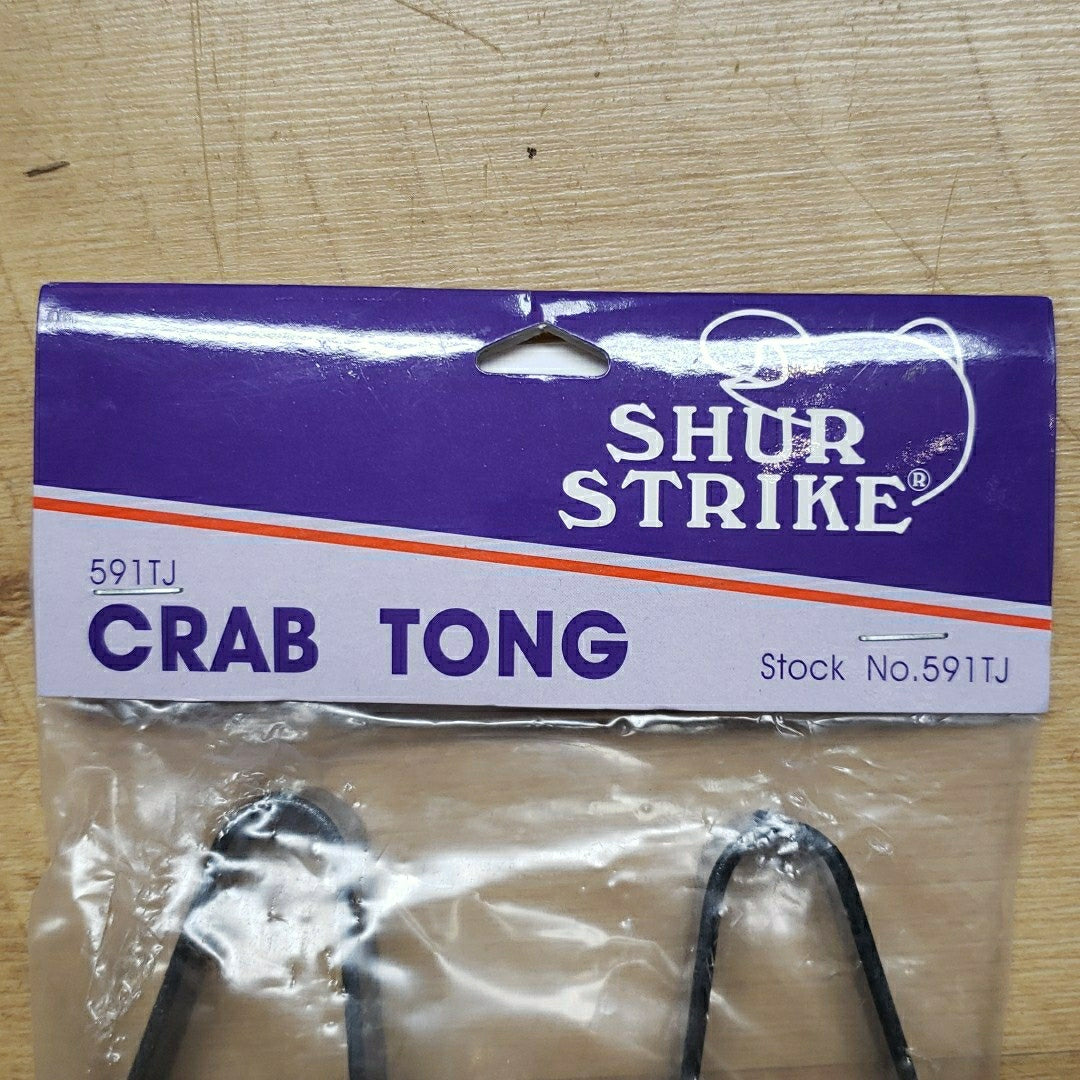 SHUR
STRIKE®
591TJ
CRAB TONG
Stock No.591TJ